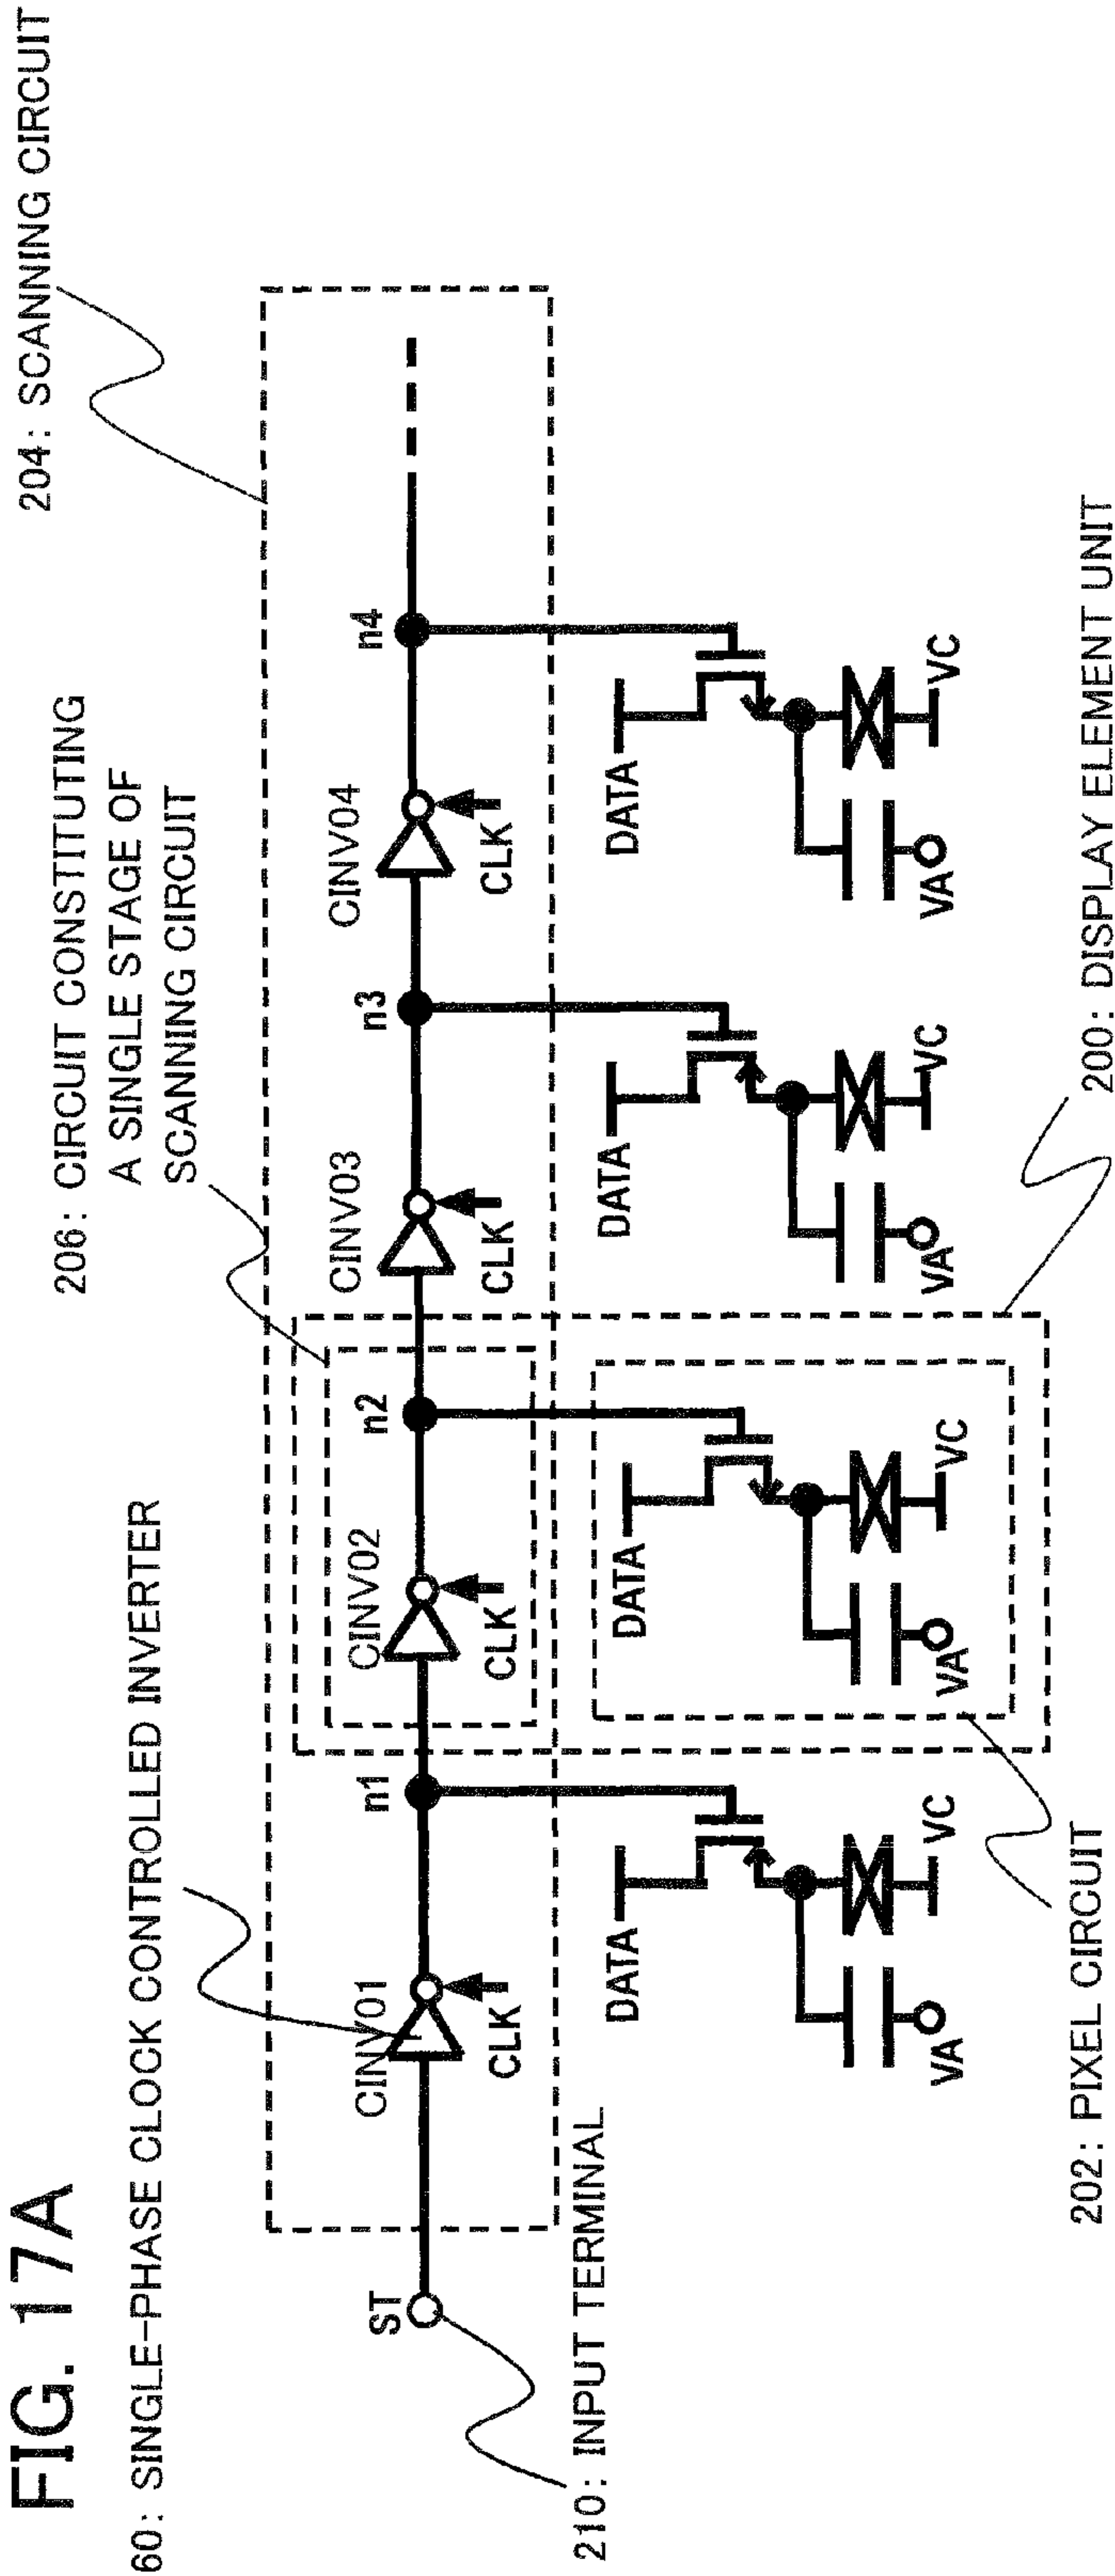 FIG. 17A
60: SINGLE-PHASE CLOCK CONTROLLED INVERTER
206: CIRCUIT CONSTITUTING
A SINGLE STAGE OF
SCANNING CIRCUIT
204: SCANNING CIRCUIT
ST
CINV01
CLK
n1
CINV02
CLK
n2
CINV03
CLK
n3
CINV04
CLK
n4
210: INPUT TERMINAL
DATA
VA
VC
DATA
VA
VC
DATA
VA
VC
DATA
VA
VC
202: PIXEL CIRCUIT
200: DISPLAY ELEMENT UNIT